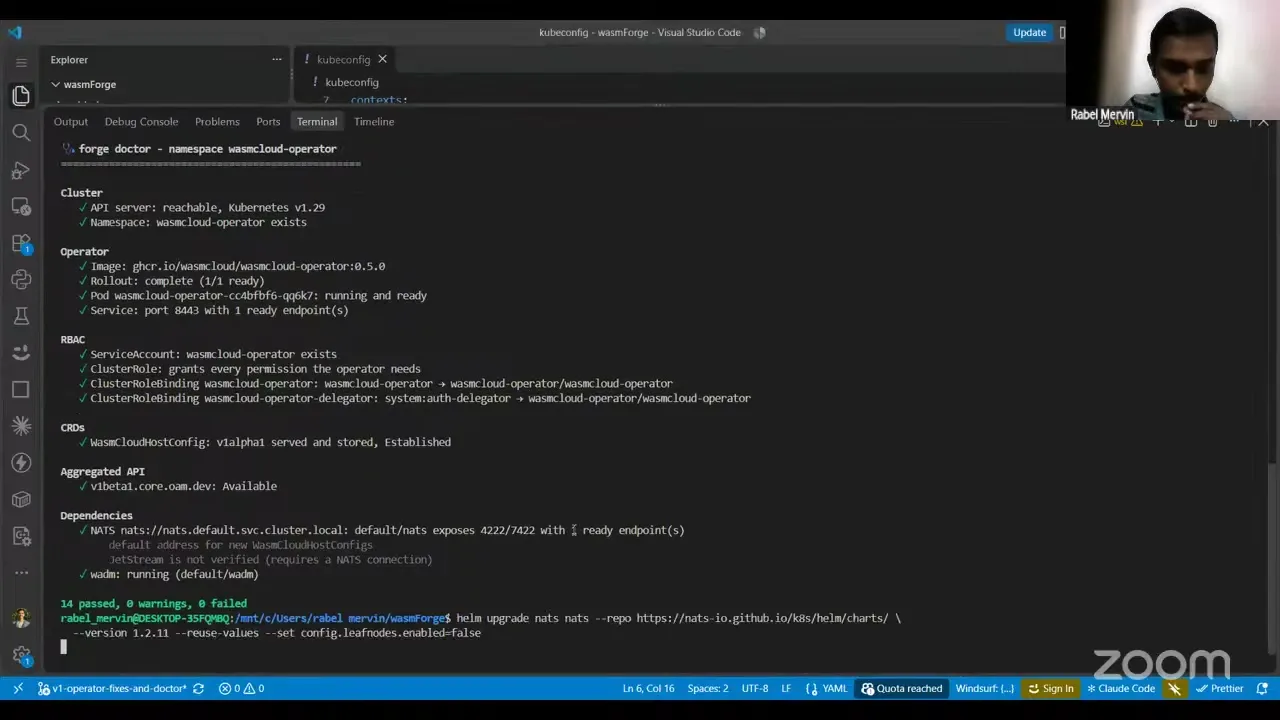 kubeconfig - wasmForge - Visual Studio Code
Update
Explorer
kubeconfig
wasmForge
kubeconfig
7 contexts:
Rabel Mervin
Output Debug Console Problems Ports Terminal Timeline
wsl
forge doctor - namespace wasmcloud-operator
================================================
Cluster
✓ API server: reachable, Kubernetes v1.29
✓ Namespace: wasmcloud-operator exists
Operator
✓ Image: ghcr.io/wasmcloud/wasmcloud-operator:0.5.0
✓ Rollout: complete (1/1 ready)
✓ Pod wasmcloud-operator-cc4bfbf6-qq6k7: running and ready
✓ Service: port 8443 with 1 ready endpoint(s)
RBAC
✓ ServiceAccount: wasmcloud-operator exists
✓ ClusterRole: grants every permission the operator needs
✓ ClusterRoleBinding wasmcloud-operator: wasmcloud-operator → wasmcloud-operator/wasmcloud-operator
✓ ClusterRoleBinding wasmcloud-operator-delegator: system:auth-delegator → wasmcloud-operator/wasmcloud-operator
CRDs
✓ WasmCloudHostConfig: v1alpha1 served and stored, Established
Aggregated API
✓ v1beta1.core.oam.dev: Available
Dependencies
✓ NATS nats://nats.default.svc.cluster.local: default/nats exposes 4222/7422 with ready endpoint(s)
default address for new WasmCloudHostConfigs
JetStream is not verified (requires a NATS connection)
✓ wadm: running (default/wadm)
14 passed, 0 warnings, 0 failed
rabel_mervin@DESKTOP-35FQMBQ:/mnt/c/Users/rabel mervin/wasmForge$ helm upgrade nats nats --repo https://nats-io.github.io/k8s/helm/charts/ \
--version 1.2.11 --reuse-values --set config.leafnodes.enabled=false
zoom
v1-operator-fixes-and-doctor* 0 0 Ln 6, Col 16 Spaces: 2 UTF-8 LF {} YAML Quota reached Windsurf: {...} Sign In Claude Code Prettier